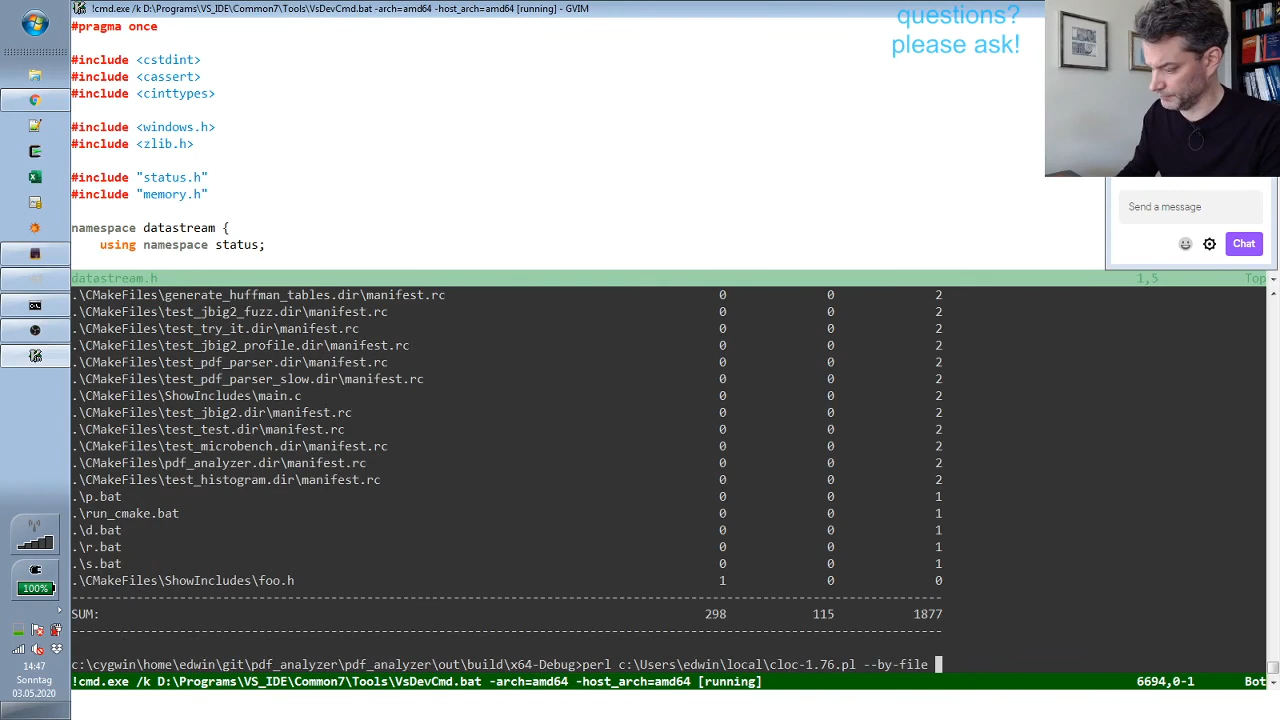 !cmd.exe /k D:\Programs\VS_IDE\Common7\Tools\VsDevCmd.bat -arch=amd64 -host_arch=amd64 [running] - GVIM
questions?
please ask!
#pragma once
#include <cstdint>
#include <cassert>
#include <cinttypes>
#include <windows.h>
#include <zlib.h>
#include "status.h"
#include "memory.h"
namespace datastream {
using namespace status;
Send a message
Chat
datastream.h 1,5 Top
.\CMakeFiles\generate_huffman_tables.dir\manifest.rc 0 0 2
.\CMakeFiles\test_jbig2_fuzz.dir\manifest.rc 0 0 2
.\CMakeFiles\test_try_it.dir\manifest.rc 0 0 2
.\CMakeFiles\test_jbig2_profile.dir\manifest.rc 0 0 2
.\CMakeFiles\test_pdf_parser.dir\manifest.rc 0 0 2
.\CMakeFiles\test_pdf_parser_slow.dir\manifest.rc 0 0 2
.\CMakeFiles\ShowIncludes\main.c 0 0 2
.\CMakeFiles\test_jbig2.dir\manifest.rc 0 0 2
.\CMakeFiles\test_test.dir\manifest.rc 0 0 2
.\CMakeFiles\test_microbench.dir\manifest.rc 0 0 2
.\CMakeFiles\pdf_analyzer.dir\manifest.rc 0 0 2
.\CMakeFiles\test_histogram.dir\manifest.rc 0 0 2
.\p.bat 0 0 1
.\run_cmake.bat 0 0 1
.\d.bat 0 0 1
.\r.bat 0 0 1
.\s.bat 0 0 1
.\CMakeFiles\ShowIncludes\foo.h 1 0 0
SUM: 298 115 1877
c:\cygwin\home\edwin\git\pdf_analyzer\pdf_analyzer\out\build\x64-Debug>perl c:\Users\edwin\local\cloc-1.76.pl --by-file
!cmd.exe /k D:\Programs\VS_IDE\Common7\Tools\VsDevCmd.bat -arch=amd64 -host_arch=amd64 [running] 6694,0-1 Bot
100%
14:47
Sonntag
03.05.2020